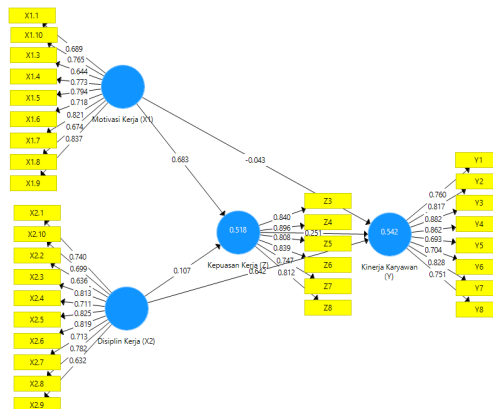 X1.1
X1.10
X1.3
X1.4
X1.5
X1.6
X1.7
X1.8
X1.9
0.689
0.765
0.644
0.773
0.794
0.718
0.821
0.674
0.837
Motivasi Kerja (X1)
0.683
-0.043
X2.1
X2.10
X2.2
X2.3
X2.4
X2.5
X2.6
X2.7
X2.8
X2.9
0.740
0.699
0.636
0.813
0.711
0.825
0.819
0.713
0.782
0.632
Disiplin Kerja (X2)
0.107
0.642
0.518
Kepuasan Kerja (Z)
0.840
0.896
0.808
0.839
0.747
0.812
0.251
Z3
Z4
Z5
Z6
Z7
Z8
0.542
Kinerja Karyawan
(Y)
0.760
0.817
0.882
0.862
0.693
0.704
0.828
0.751
Y1
Y2
Y3
Y4
Y5
Y6
Y7
Y8